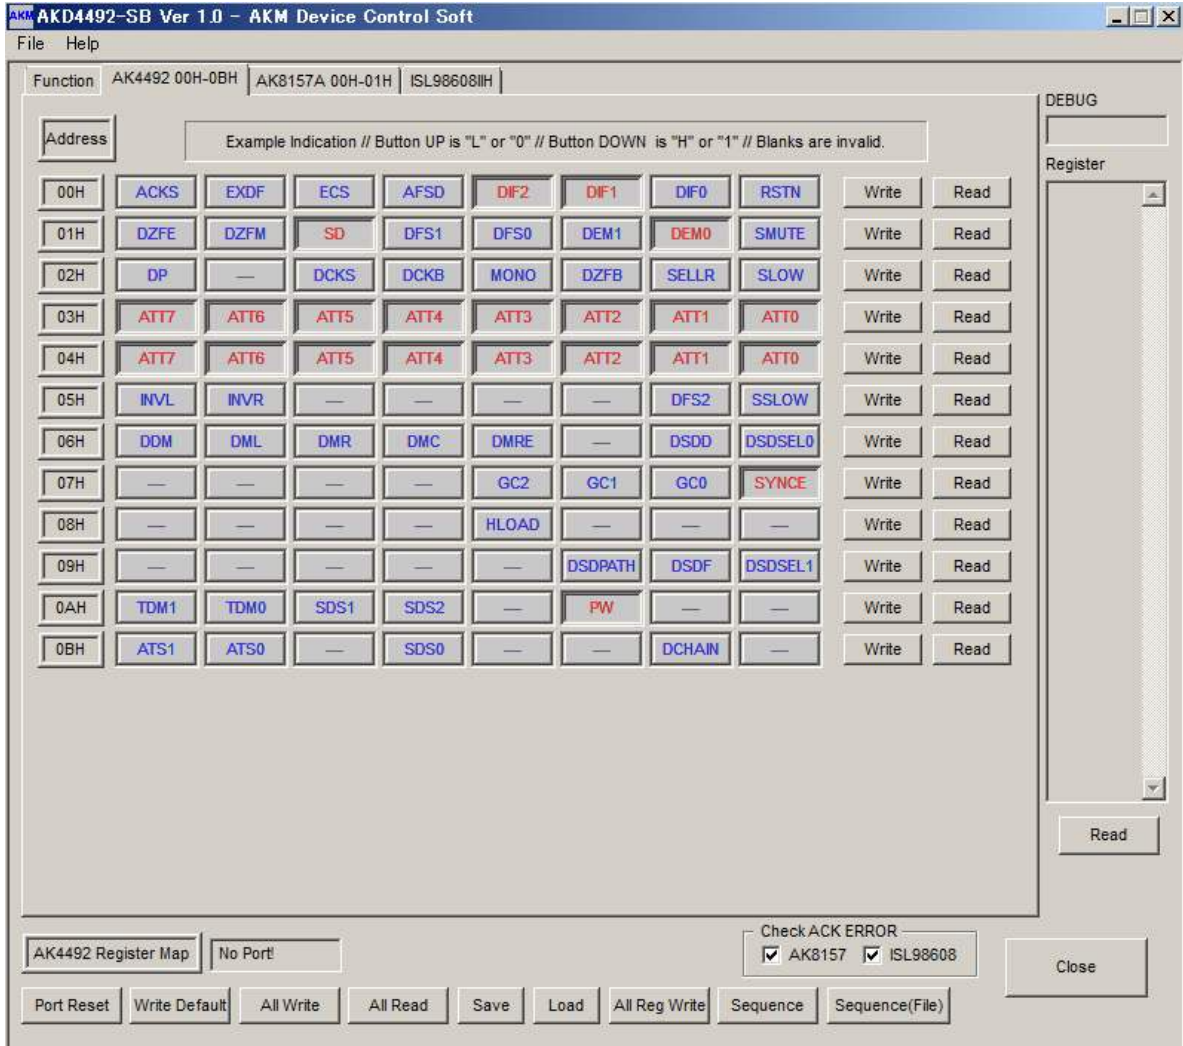 AKM AKD4492-SB Ver 1.0 - AKM Device Control Soft
File Help
Function AK4492 00H-0BH AK8157A 00H-01H ISL98608IIH
DEBUG
Address Example Indication // Button UP is "L" or "0" // Button DOWN is "H" or "1" // Blanks are invalid.
Register
00H ACKS EXDF ECS AFSD DIF2 DIF1 DIF0 RSTN Write Read
01H DZFE DZFM SD DFS1 DFS0 DEM1 DEM0 SMUTE Write Read
02H DP — DCKS DCKB MONO DZFB SELLR SLOW Write Read
03H ATT7 ATT6 ATT5 ATT4 ATT3 ATT2 ATT1 ATT0 Write Read
04H ATT7 ATT6 ATT5 ATT4 ATT3 ATT2 ATT1 ATT0 Write Read
05H INVL INVR — — — — DFS2 SSLOW Write Read
06H DDM DML DMR DMC DMRE — DSDD DSDSEL0 Write Read
07H — — — — GC2 GC1 GC0 SYNCE Write Read
08H — — — — HLOAD — — — Write Read
09H — — — — — DSDPATH DSDF DSDSEL1 Write Read
0AH TDM1 TDM0 SDS1 SDS2 — PW — — Write Read
0BH ATS1 ATS0 — SDS0 — — DCHAIN — Write Read
Read
Check ACK ERROR
AK4492 Register Map No Port! AK8157 ISL98608
Close
Port Reset Write Default All Write All Read Save Load All Reg Write Sequence Sequence(File)